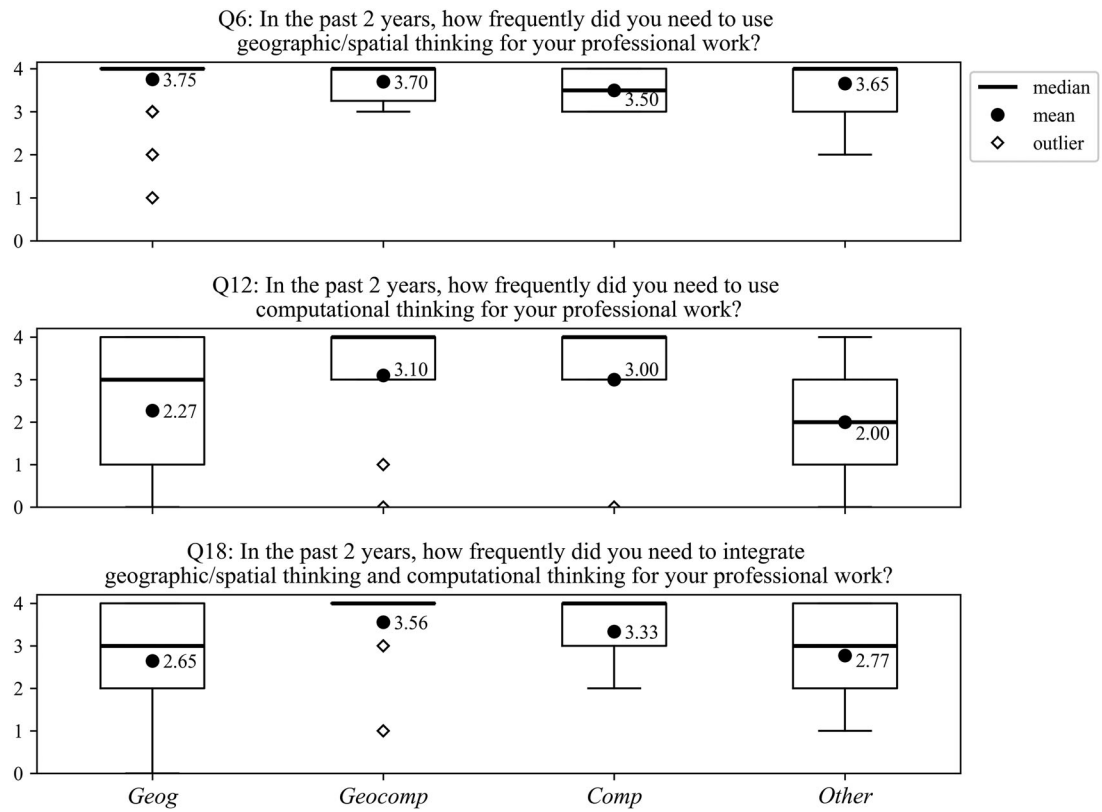 Q6: In the past 2 years, how frequently did you need to use
geographic/spatial thinking for your professional work?
4
3
2
1
0
3.75
3.70
3.50
3.65
median
mean
outlier
Q12: In the past 2 years, how frequently did you need to use
computational thinking for your professional work?
4
3
2
1
0
2.27
3.10
3.00
2.00
Q18: In the past 2 years, how frequently did you need to integrate
geographic/spatial thinking and computational thinking for your professional work?
4
3
2
1
0
2.65
3.56
3.33
2.77
Geog
Geocomp
Comp
Other